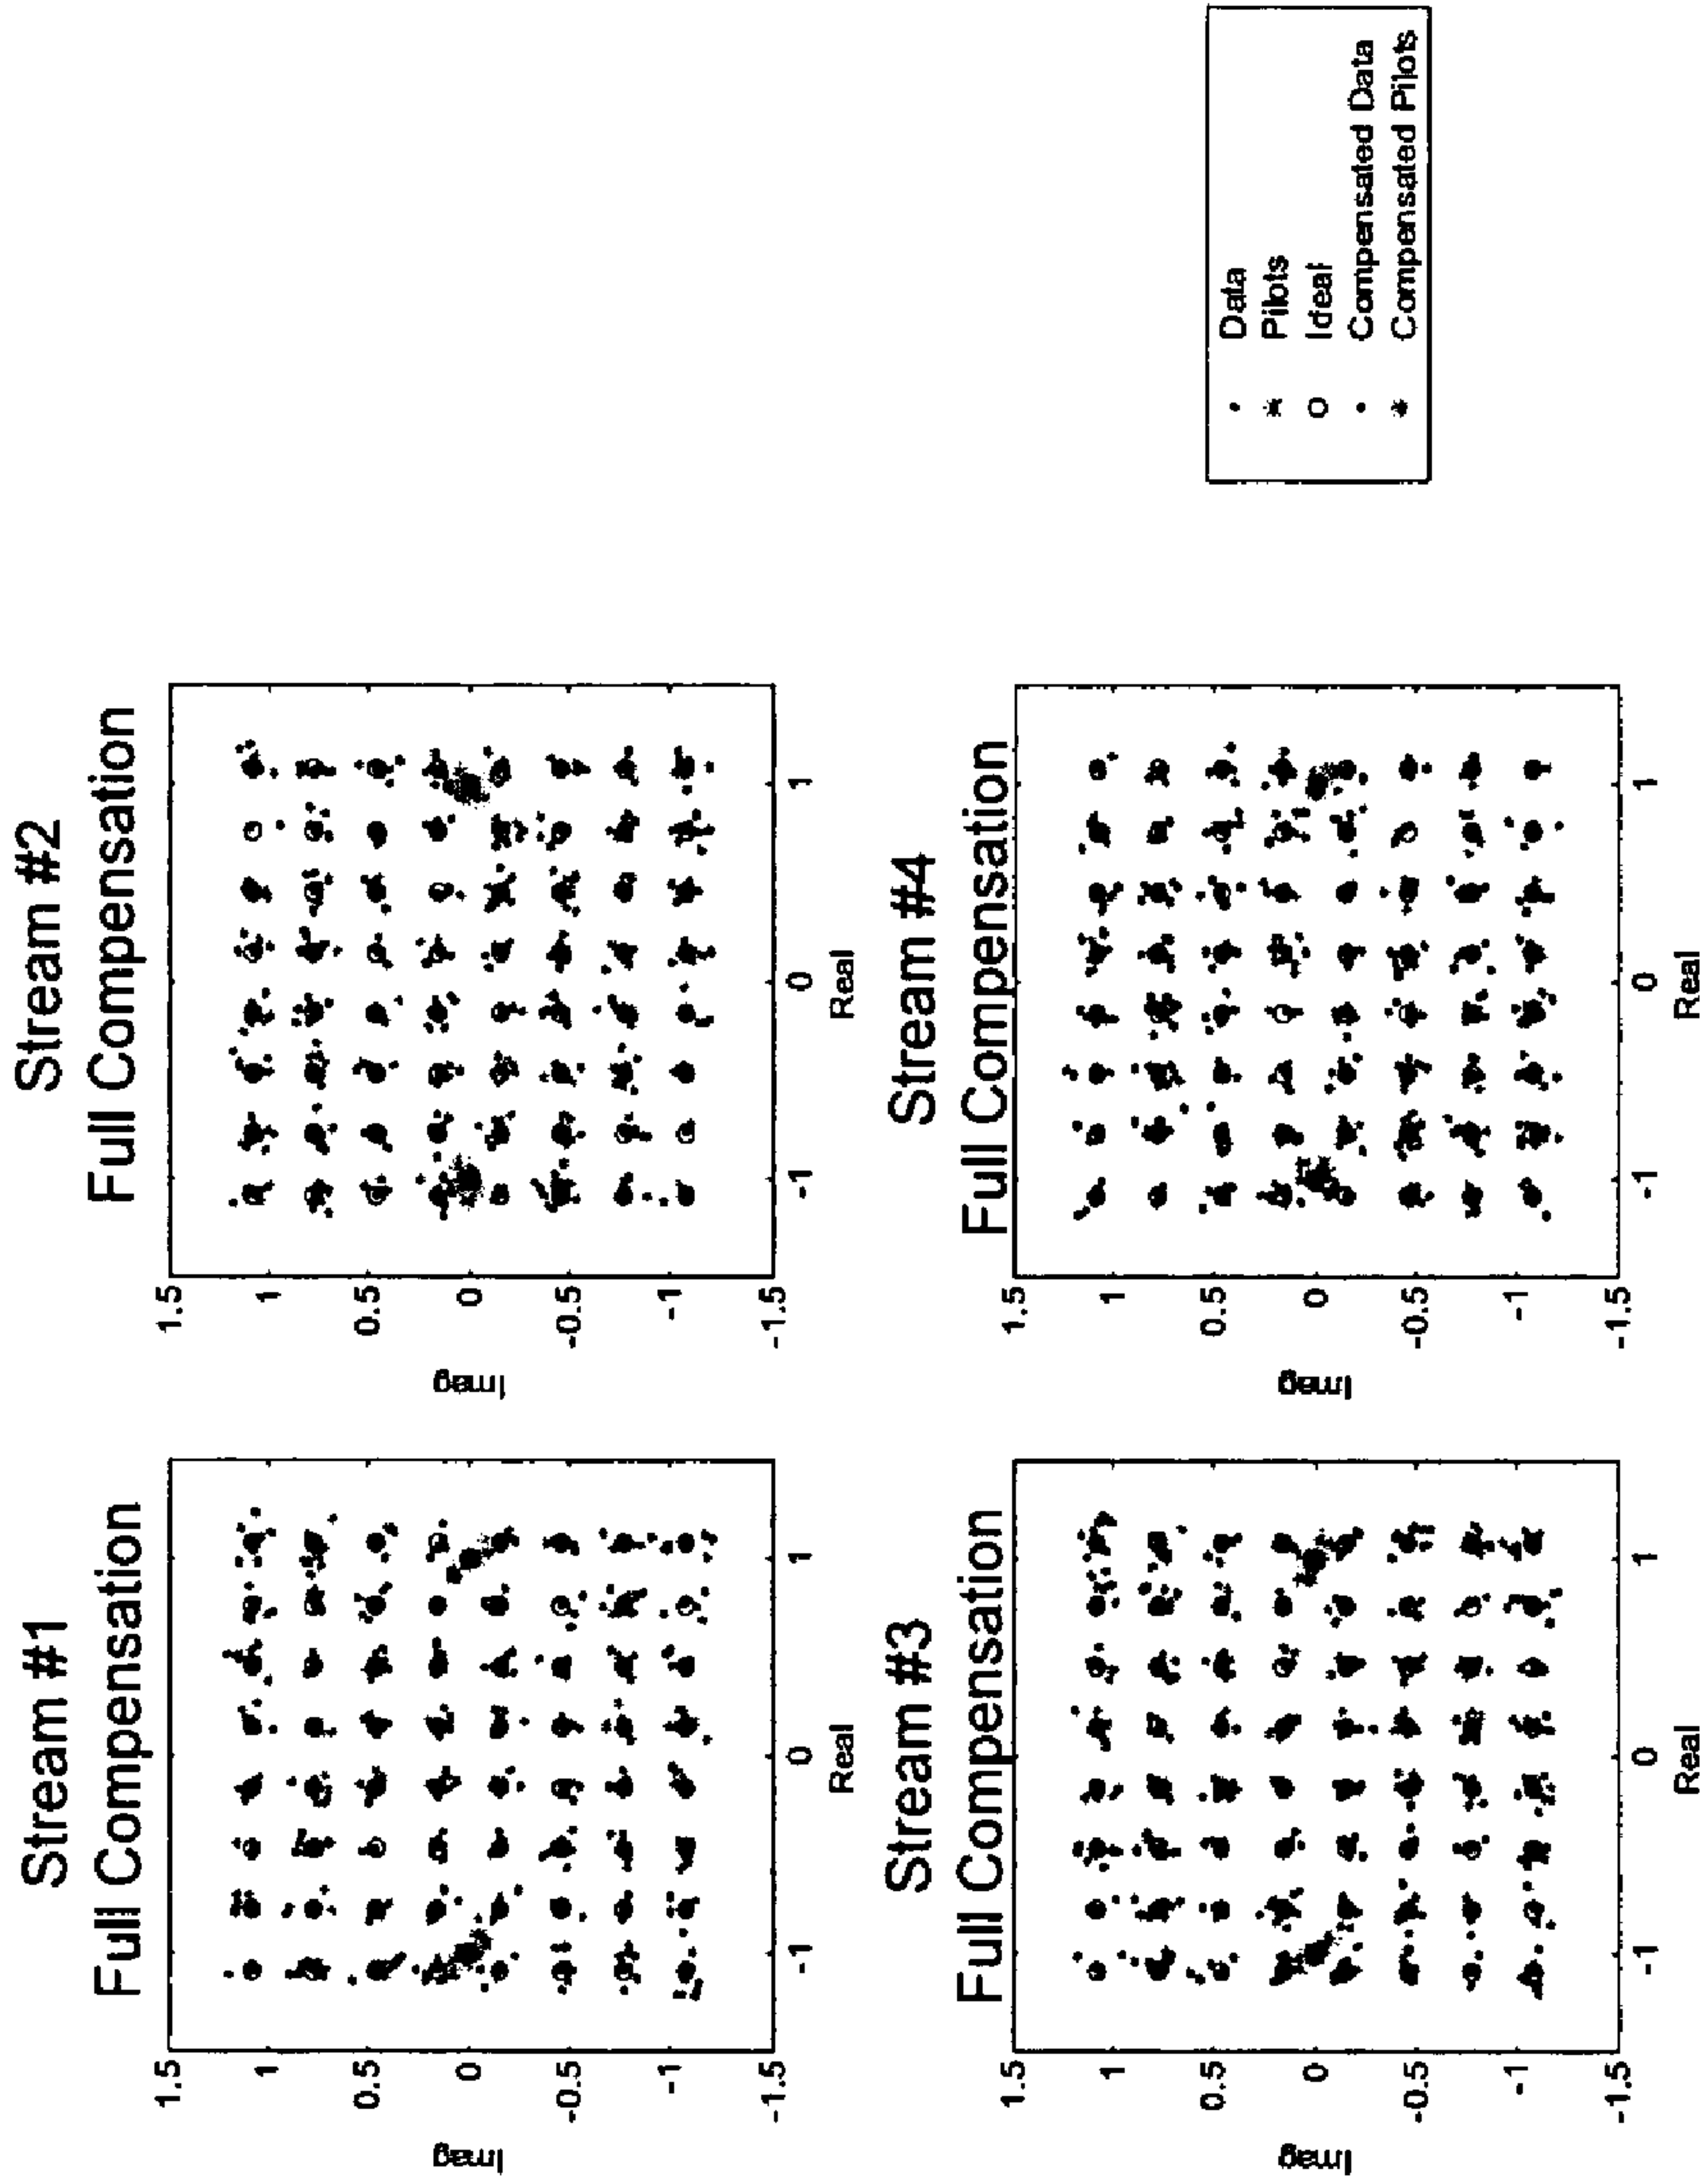 Stream #1
Full Compensation
1.5
1
0.5
0
-0.5
-1
-1.5
Imag
-1
0
1
Real
Stream #2
Full Compensation
1.5
1
0.5
0
-0.5
-1
-1.5
Imag
-1
0
1
Real
Stream #3
Full Compensation
1.5
1
0.5
0
-0.5
-1
-1.5
Imag
-1
0
1
Real
Stream #4
Full Compensation
1.5
1
0.5
0
-0.5
-1
-1.5
Imag
-1
0
1
Real
Data
Pilots
Ideal
Compensated Data
Compensated Pilots